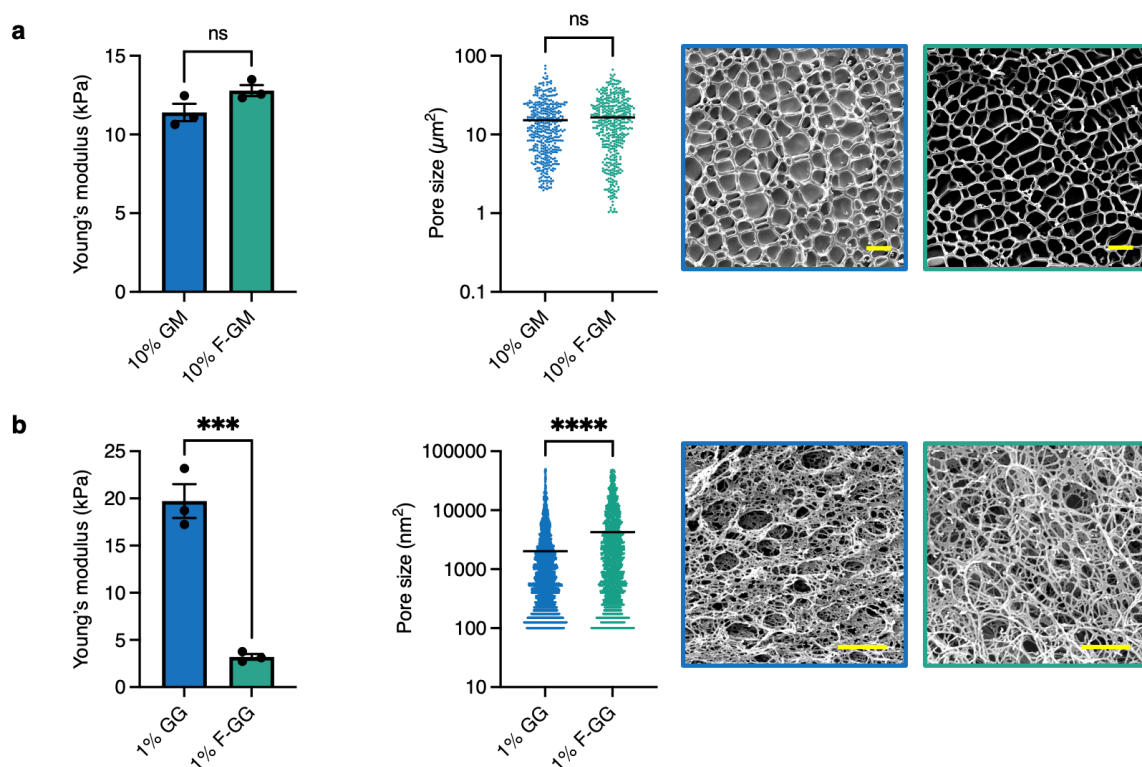 a
ns
Young's modulus (kPa)
15
10
5
0
10% GM
10% F-GM
ns
Pore size (µm²)
100
10
1
0.1
10% GM
10% F-GM
b
***
Young's modulus (kPa)
25
20
15
10
5
0
1% GG
1% F-GG
****
Pore size (nm²)
100000
10000
1000
100
10
1% GG
1% F-GG